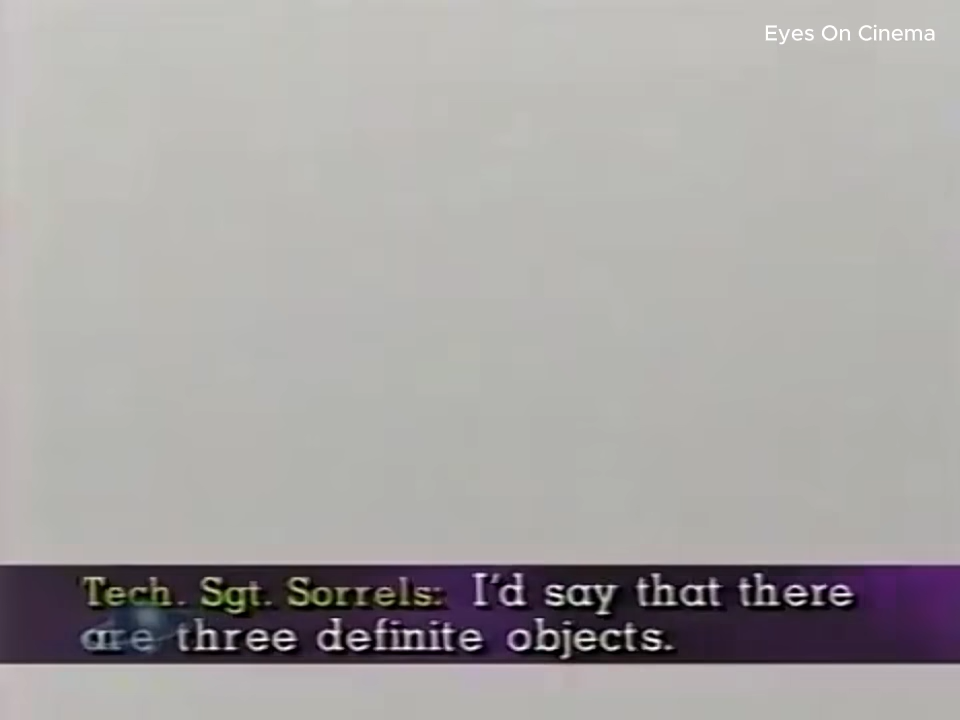 Eyes On Cinema
Tech. Sgt. Sorrels: I'd say that there
are three definite objects.